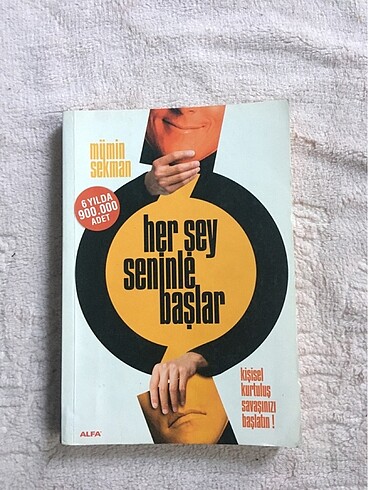 mümin
sekman
6 YILDA
900.000
ADET
her şey
seninle
başlar
kişisel
kurtuluş
savaşınızı
başlatın !
ALFA